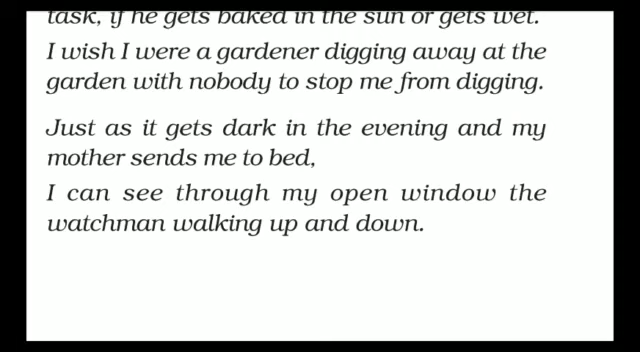 task, if he gets baked in the sun or gets wet.
I wish I were a gardener digging away at the
garden with nobody to stop me from digging.
Just as it gets dark in the evening and my
mother sends me to bed,
I can see through my open window the
watchman walking up and down.